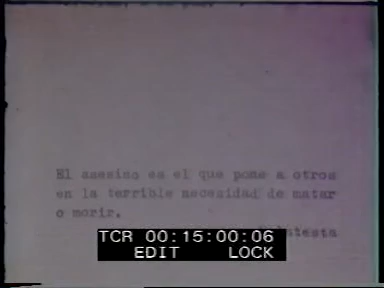 El asesino es el que pone a otros
en la terrible necesidad de matar
o morir.
TCR 00:15:00:06
EDIT LOCK